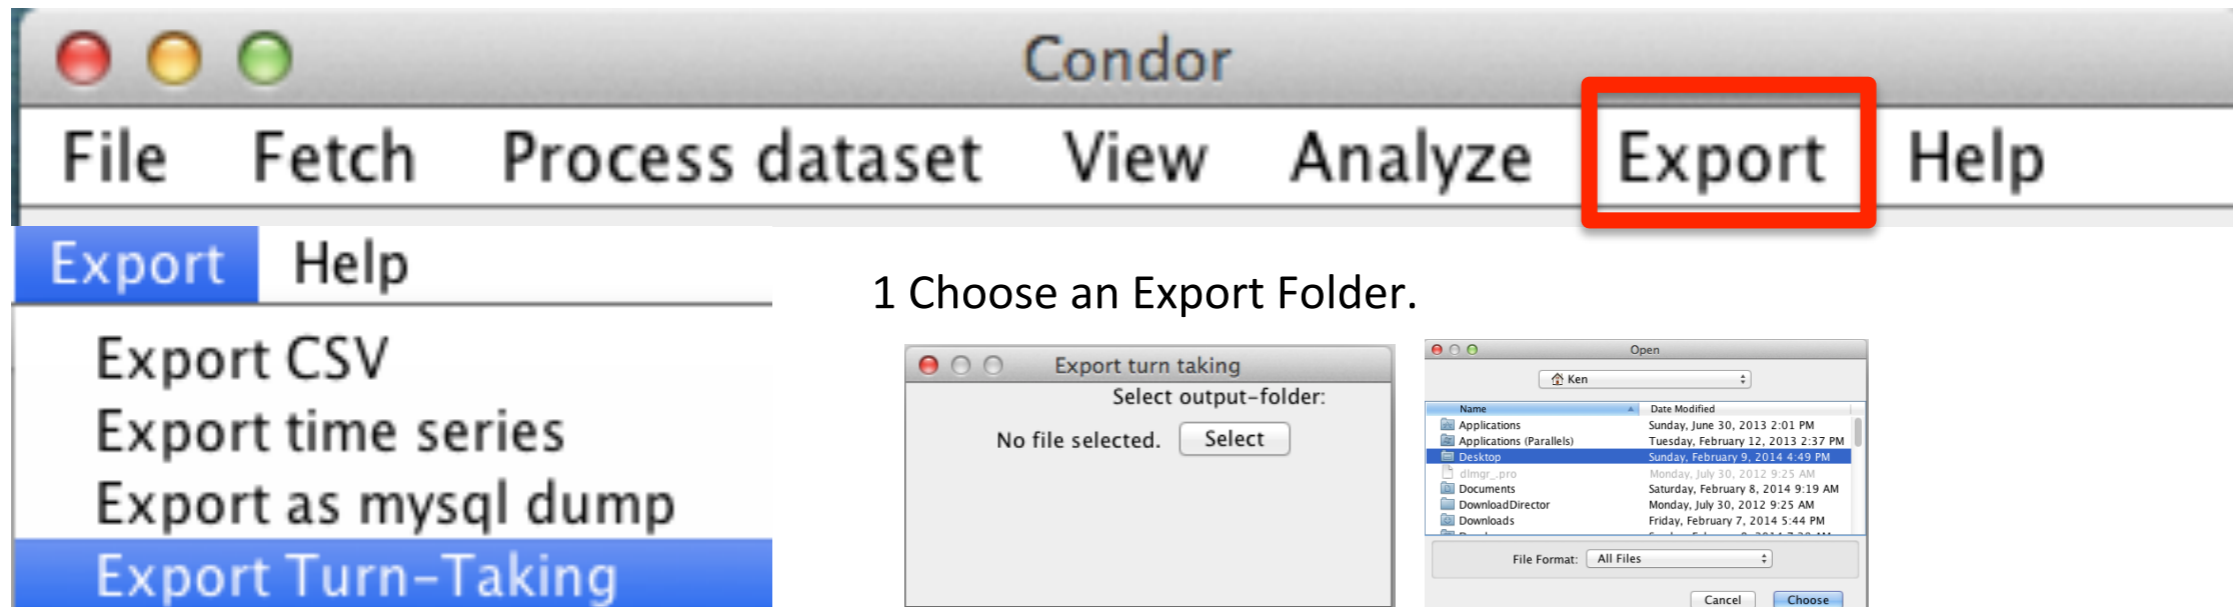 Condor
File Fetch Process dataset View Analyze Export Help
Export Help
Export CSV
Export time series
Export as mysql dump
Export Turn-Taking
1 Choose an Export Folder.
Export turn taking
Select output-folder:
No file selected. Select
Open
Ken
Name Date Modified
Applications Sunday, June 30, 2013 2:01 PM
Applications (Parallels) Tuesday, February 12, 2013 2:37 PM
Desktop Sunday, February 9, 2014 4:49 PM
dlmgr_.pro Monday, July 30, 2012 9:25 AM
Documents Saturday, February 8, 2014 9:19 AM
DownloadDirector Monday, July 30, 2012 9:25 AM
Downloads Friday, February 7, 2014 5:44 PM
File Format: All Files
Cancel Choose